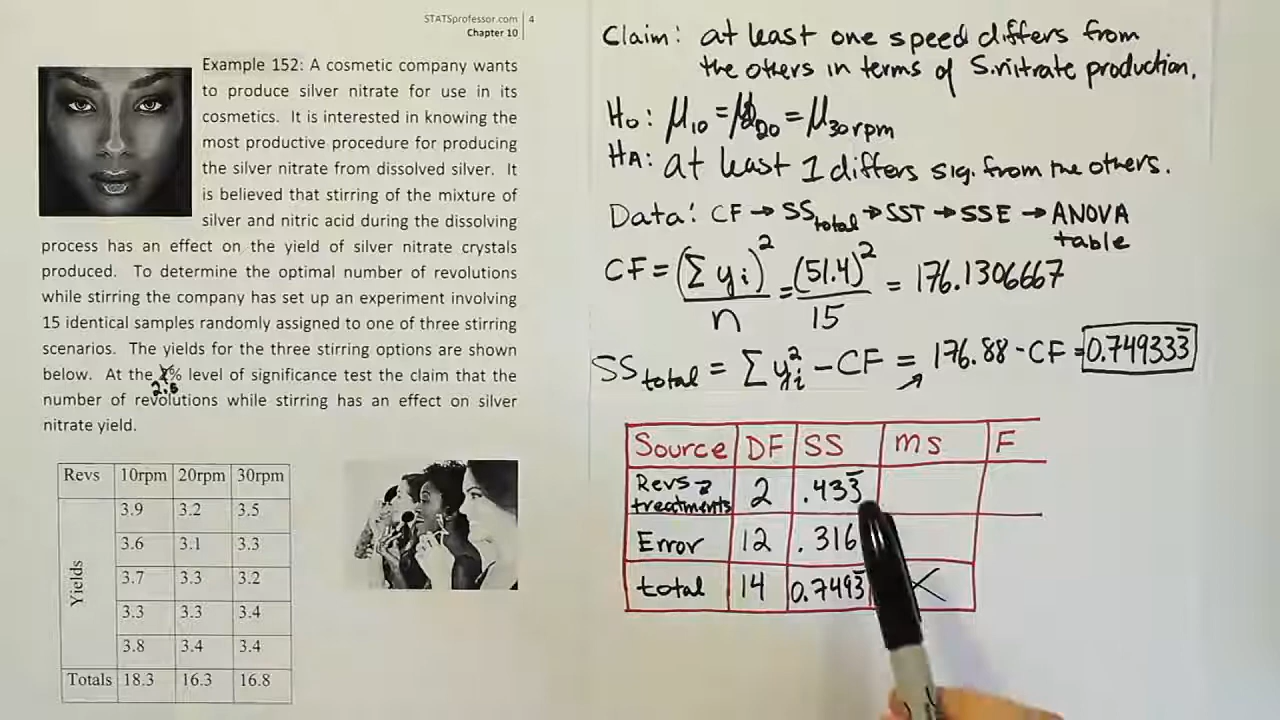 STATSprofessor.com 4
Chapter 10
Example 152: A cosmetic company wants
to produce silver nitrate for use in its
cosmetics. It is interested in knowing the
most productive procedure for producing
the silver nitrate from dissolved silver. It
is believed that stirring of the mixture of
silver and nitric acid during the dissolving
process has an effect on the yield of silver nitrate crystals
produced. To determine the optimal number of revolutions
while stirring the company has set up an experiment involving
15 identical samples randomly assigned to one of three stirring
scenarios. The yields for the three stirring options are shown
below. At the % level of significance test the claim that the
number of revolutions while stirring has an effect on silver
nitrate yield.
Revs 10rpm 20rpm 30rpm
Yields
3.9 3.2 3.5
3.6 3.1 3.3
3.7 3.3 3.2
3.3 3.3 3.4
3.8 3.4 3.4
Totals 18.3 16.3 16.8
Claim: at least one speed differs from
the others in terms of S.nitrate production.
H₀: μ₁₀ = μ₂₀ = μ₃₀rpm
HA: at least 1 differs sig. from the others.
Data: CF → SS total → SST → SSE → ANOVA
table
CF = (Σ yᵢ)² / n = (51.4)² / 15 = 176.1306667
SS total = Σ yᵢ² − CF = 176.88 - CF = 0.749333̅
Source DF SS MS F
Revs treatments 2 .433̅
Error 12 .316
total 14 0.7493̅